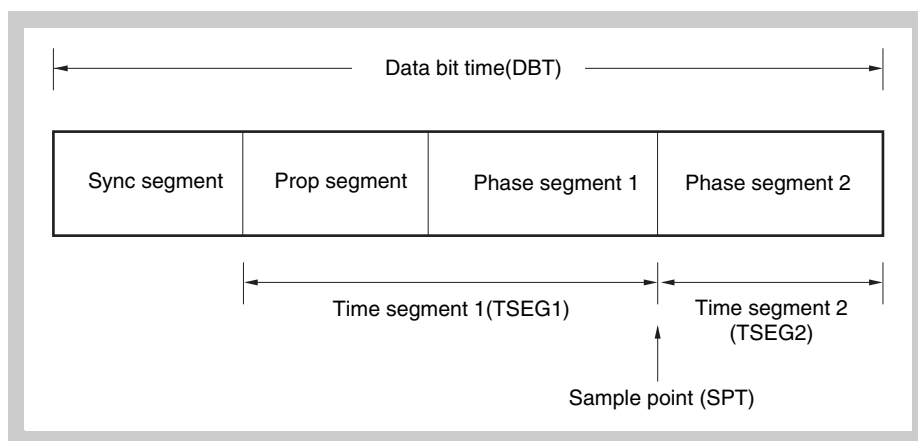 Data bit time(DBT)
Sync segment
Prop segment
Phase segment 1
Phase segment 2
Time segment 1(TSEG1)
Time segment 2
(TSEG2)
Sample point (SPT)